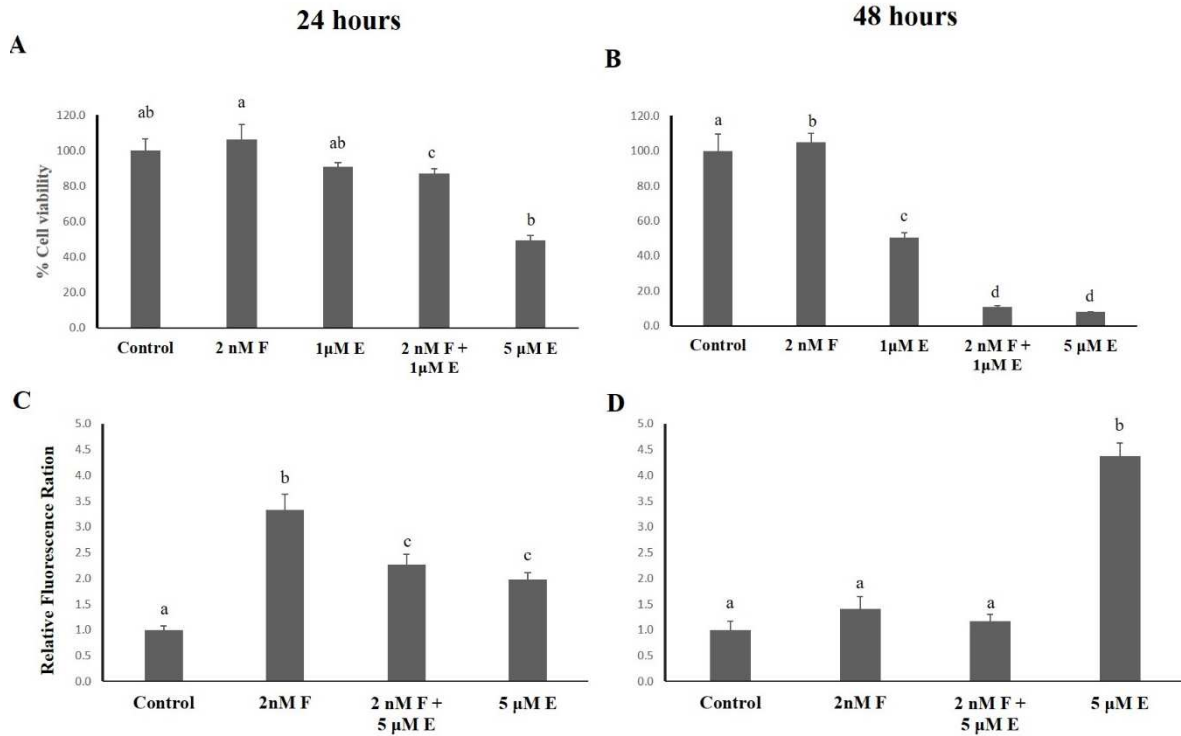 24 hours
48 hours
A
% Cell viability
120.0
100.0
80.0
60.0
40.0
20.0
0.0
ab
a
ab
c
b
Control
2 nM F
1µM E
2 nM F +
1µM E
5 µM E
B
120.0
100.0
80.0
60.0
40.0
20.0
0.0
a
b
c
d
d
Control
2 nM F
1µM E
2 nM F +
1µM E
5 µM E
C
Relative Fluorescence Ration
5.0
4.5
4.0
3.5
3.0
2.5
2.0
1.5
1.0
0.5
0.0
a
b
c
c
Control
2nM F
2 nM F +
5 µM E
5 µM E
D
5.0
4.5
4.0
3.5
3.0
2.5
2.0
1.5
1.0
0.5
0.0
a
a
a
b
Control
2nM F
2 nM F +
5 µM E
5 µM E